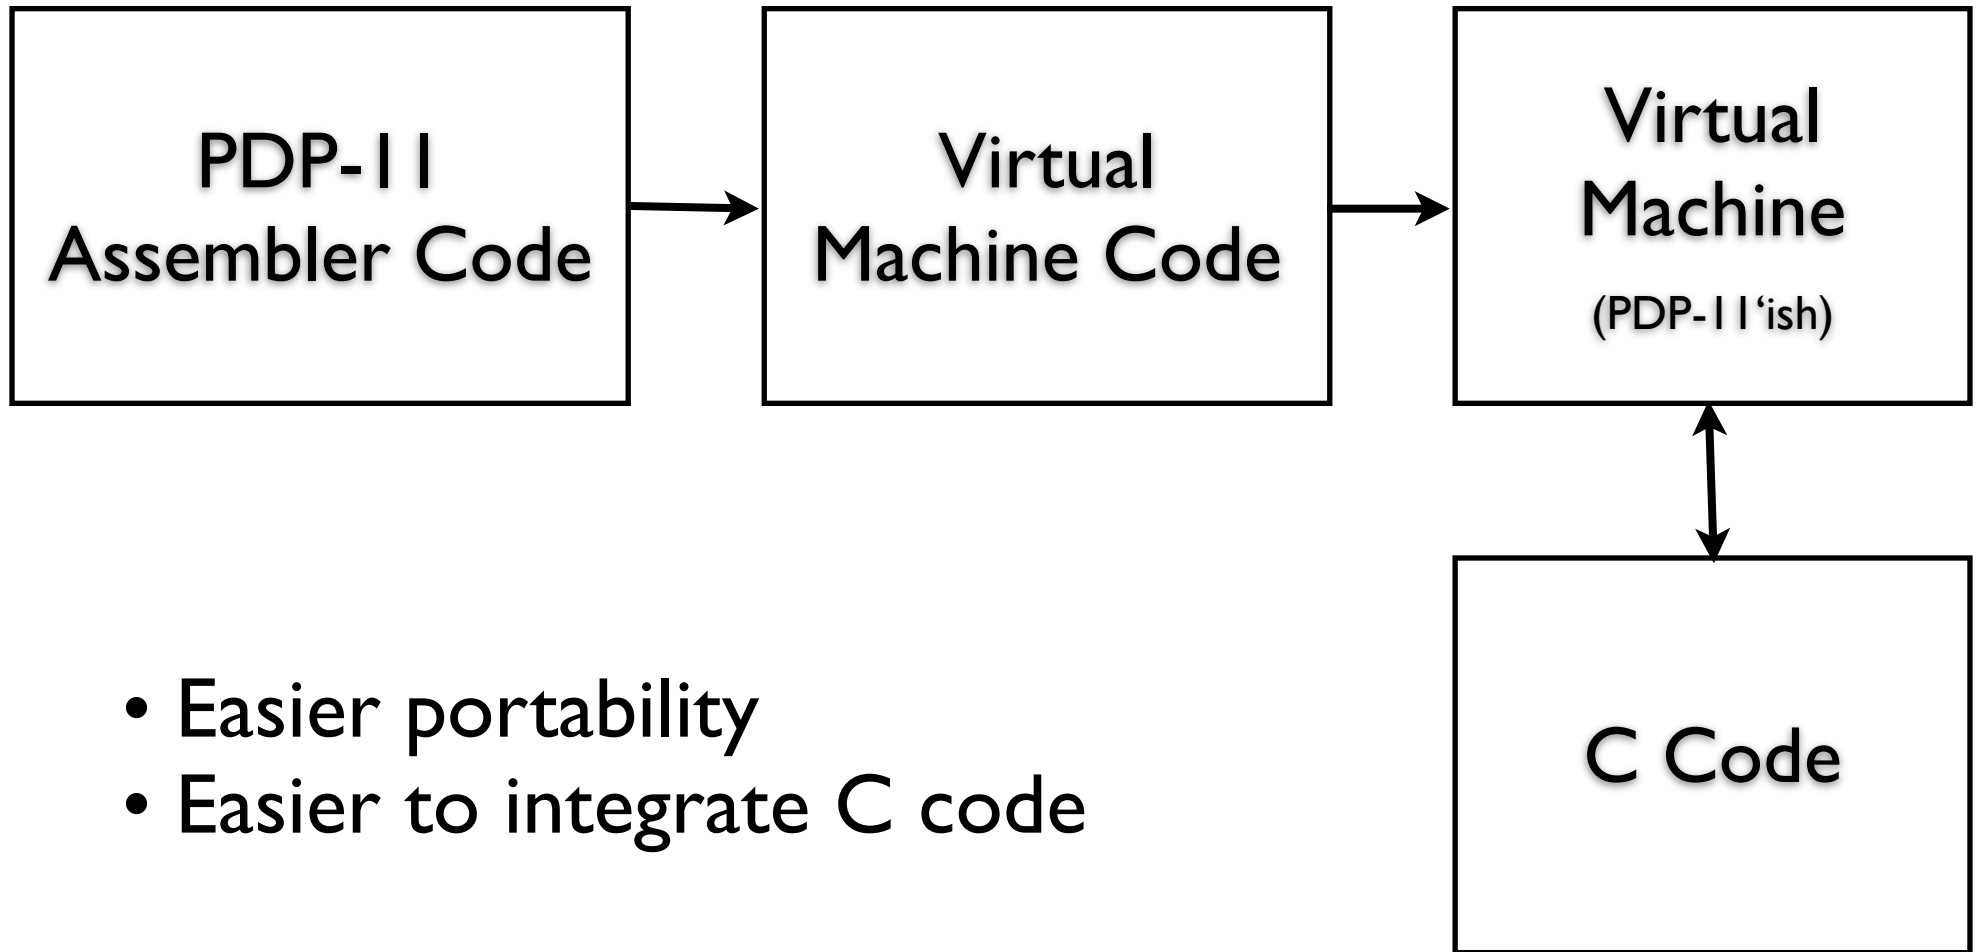 PDP-11
Assembler Code
Virtual
Machine Code
Virtual
Machine
(PDP-11‘ish)
C Code
• Easier portability
• Easier to integrate C code